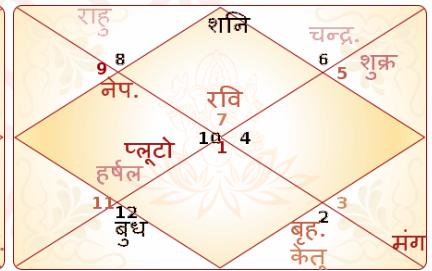 राहु
शनि
चन्द्र.
8
6
9
5
शुक्र
नेप.
रवि
7
10
4
प्लूटो
1
हर्षल
11
3
12
2
बुध
बृह.
केतु
मंग